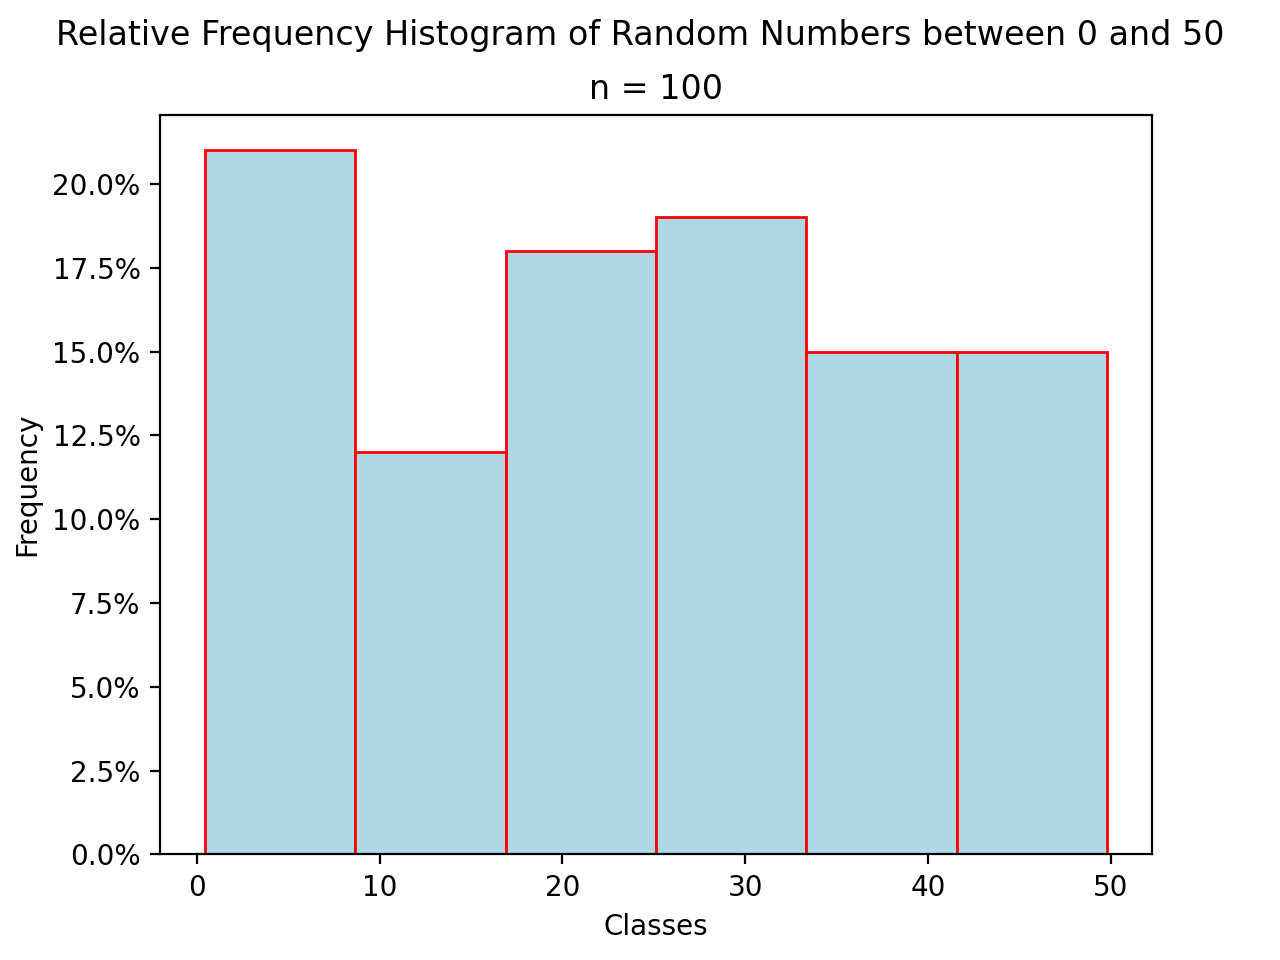 Relative Frequency Histogram of Random Numbers between 0 and 50
n = 100
20.0%
17.5%
15.0%
12.5%
10.0%
7.5%
5.0%
2.5%
0.0%
Frequency
0 10 20 30 40 50
Classes